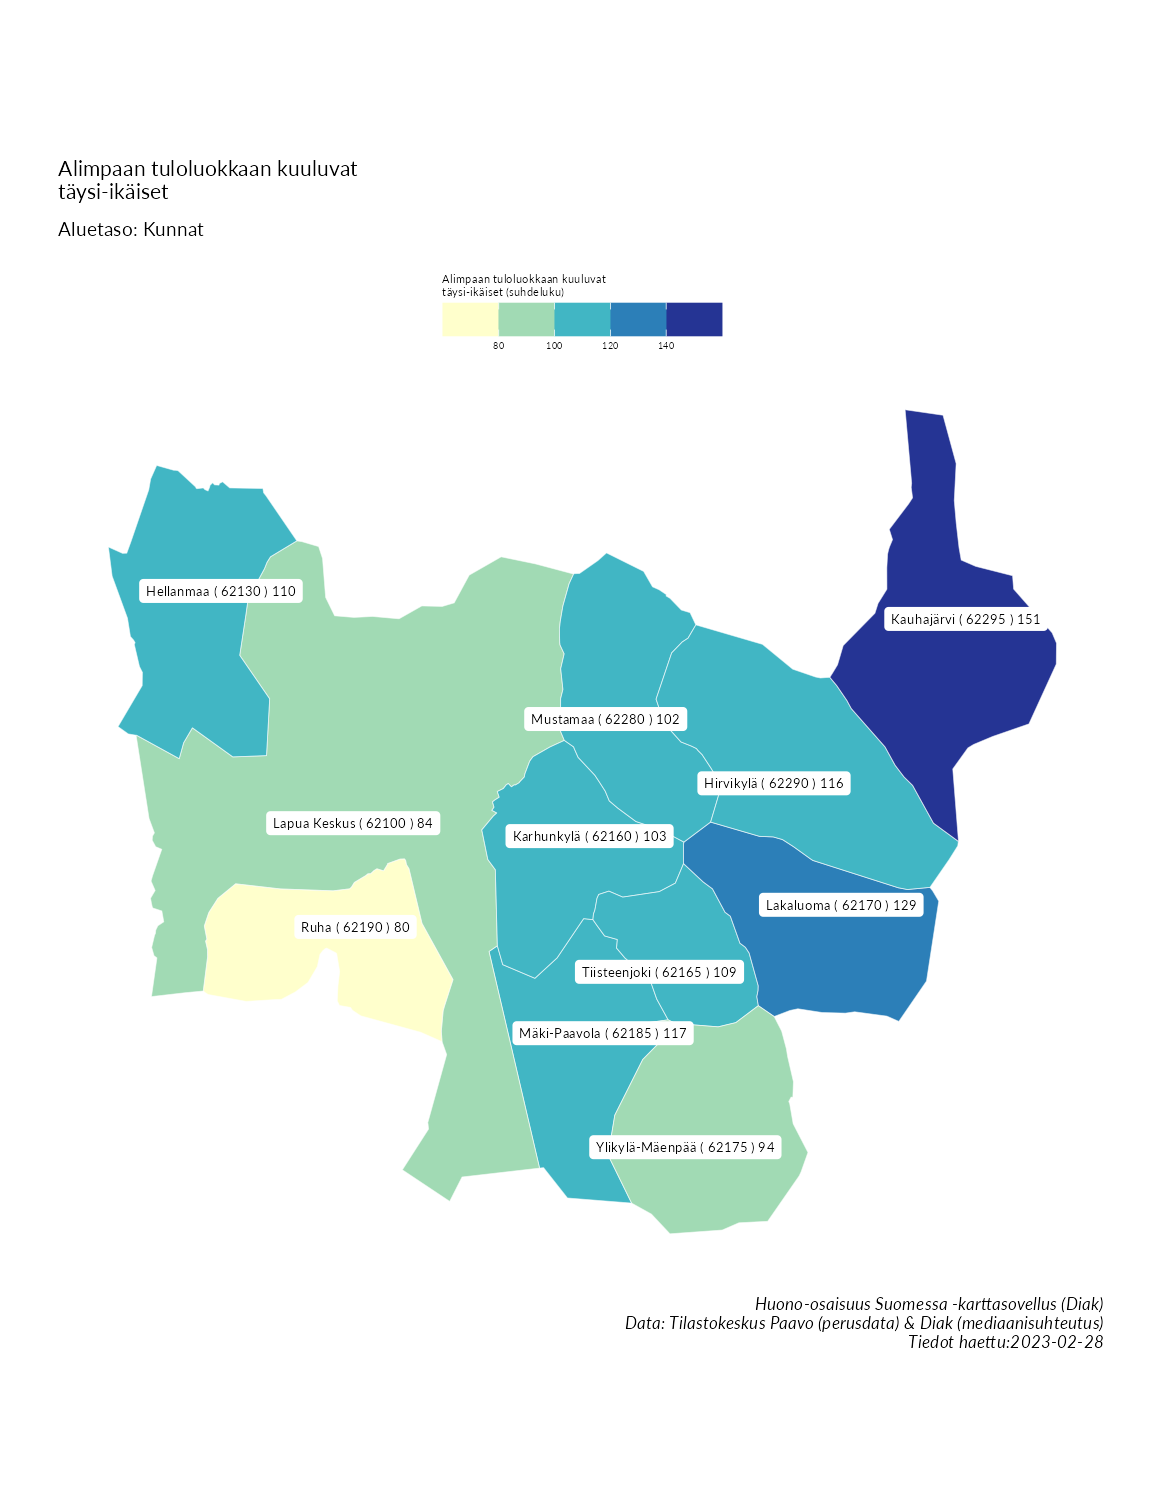 Alimpaan tuloluokkaan kuuluvat
täysi-ikäiset
Aluetaso: Kunnat
Alimpaan tuloluokkaan kuuluvat
täysi-ikäiset (suhdeluku)
80 100 120 140
Hellanmaa ( 62130 ) 110
Kauhajärvi ( 62295 ) 151
Mustamaa ( 62280 ) 102
Hirvikylä ( 62290 ) 116
Lapua Keskus ( 62100 ) 84
Karhunkylä ( 62160 ) 103
Lakaluoma ( 62170 ) 129
Ruha ( 62190 ) 80
Tiisteenjoki ( 62165 ) 109
Mäki-Paavola ( 62185 ) 117
Ylikylä-Mäenpää ( 62175 ) 94
Huono-osaisuus Suomessa -karttasovellus (Diak)
Data: Tilastokeskus Paavo (perusdata) & Diak (mediaanisuhteutus)
Tiedot haettu:2023-02-28